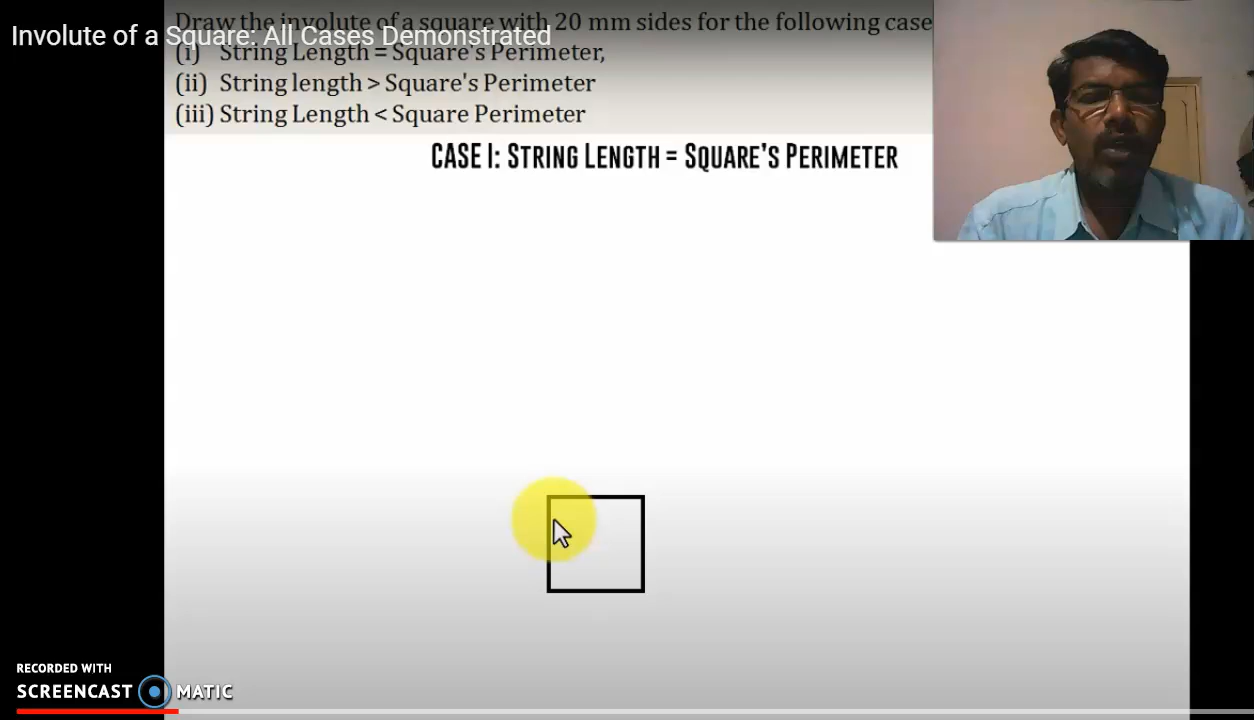 Draw the involute of a square with 20 mm sides for the following case
Involute of a Square: All Cases Demonstrated
(i) String Length = Square's Perimeter,
(ii) String length > Square's Perimeter
(iii) String Length < Square Perimeter
CASE I: STRING LENGTH = SQUARE'S PERIMETER
RECORDED WITH
SCREENCAST MATIC